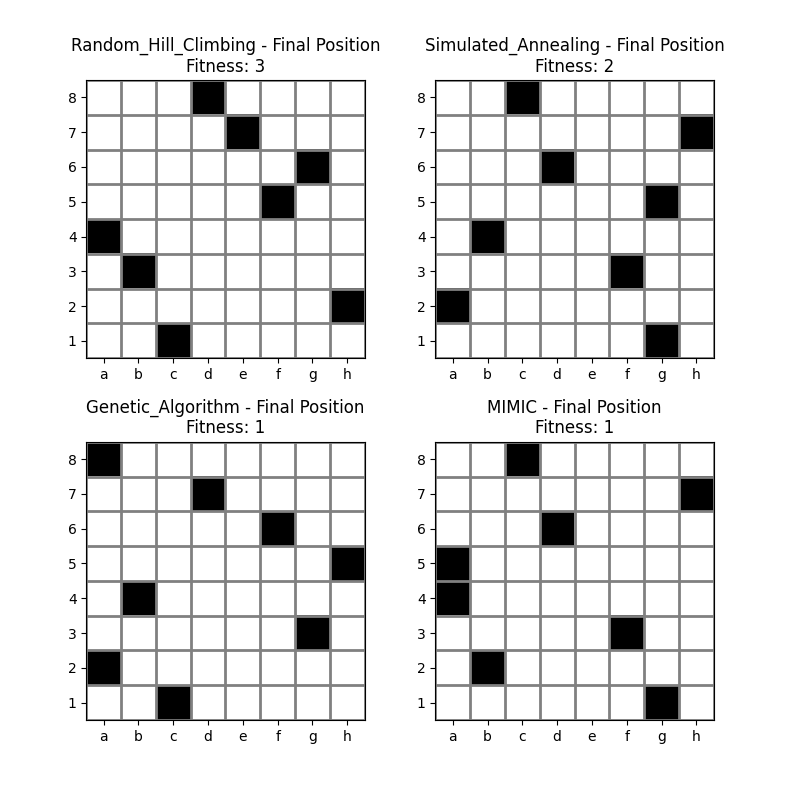 Random_Hill_Climbing - Final Position
Fitness: 3
8
7
6
5
4
3
2
1
a b c d e f g h
Simulated_Annealing - Final Position
Fitness: 2
8
7
6
5
4
3
2
1
a b c d e f g h
Genetic_Algorithm - Final Position
Fitness: 1
8
7
6
5
4
3
2
1
a b c d e f g h
MIMIC - Final Position
Fitness: 1
8
7
6
5
4
3
2
1
a b c d e f g h